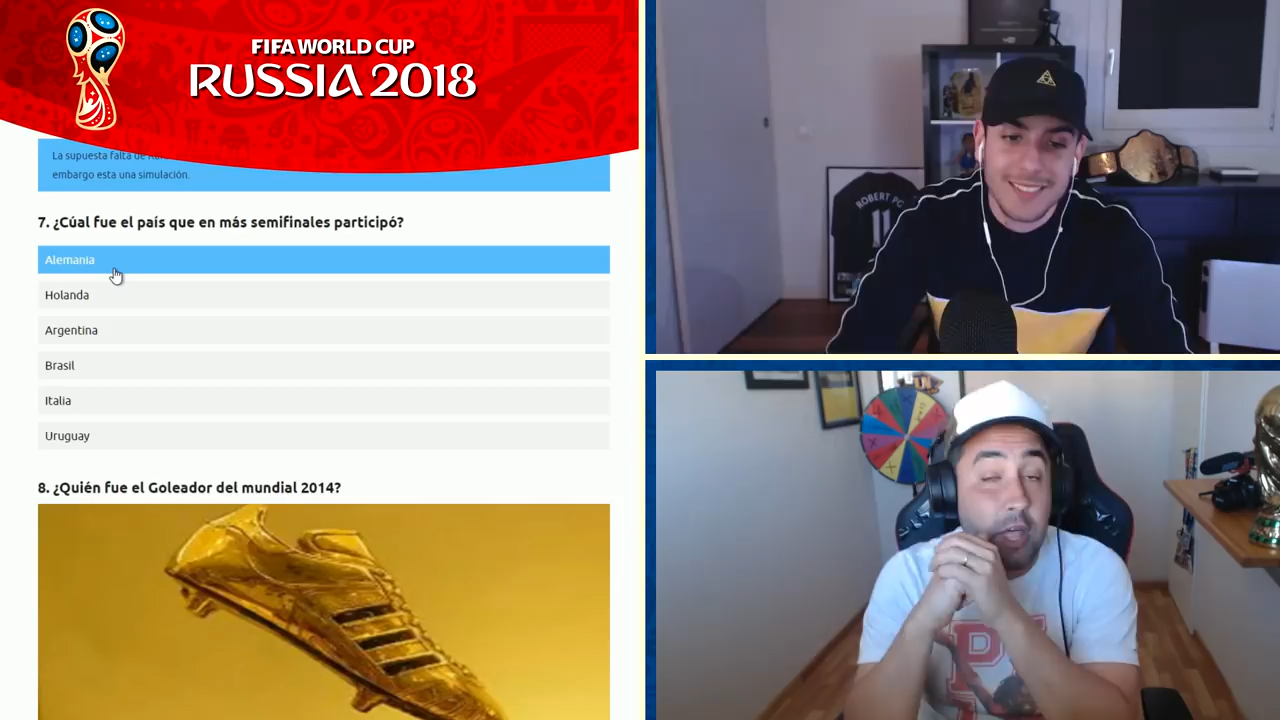 FIFA WORLD CUP
RUSSIA 2018
La supuesta falta de
embargo esta una simulación.
7. ¿Cúal fue el país que en más semifinales participó?
Alemania
Holanda
Argentina
Brasil
Italia
Uruguay
8. ¿Quién fue el Goleador del mundial 2014?
ROBERT PG
11
P